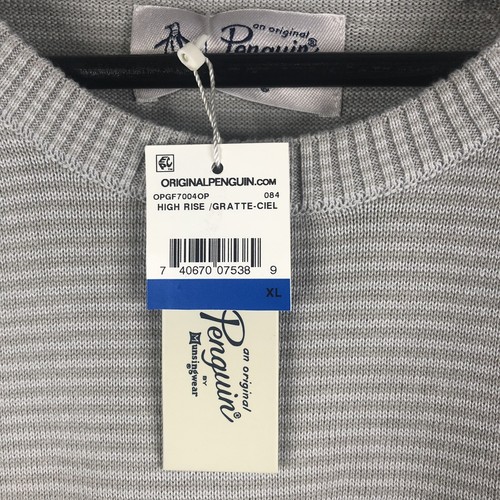 an original
Penguin®
ORIGINALPENGUIN.COM
OPGF7004OP 084
HIGH RISE /GRATTE-CIEL
7 40670 07538 9
XL
an original
Penguin®
BY
Munsingwear